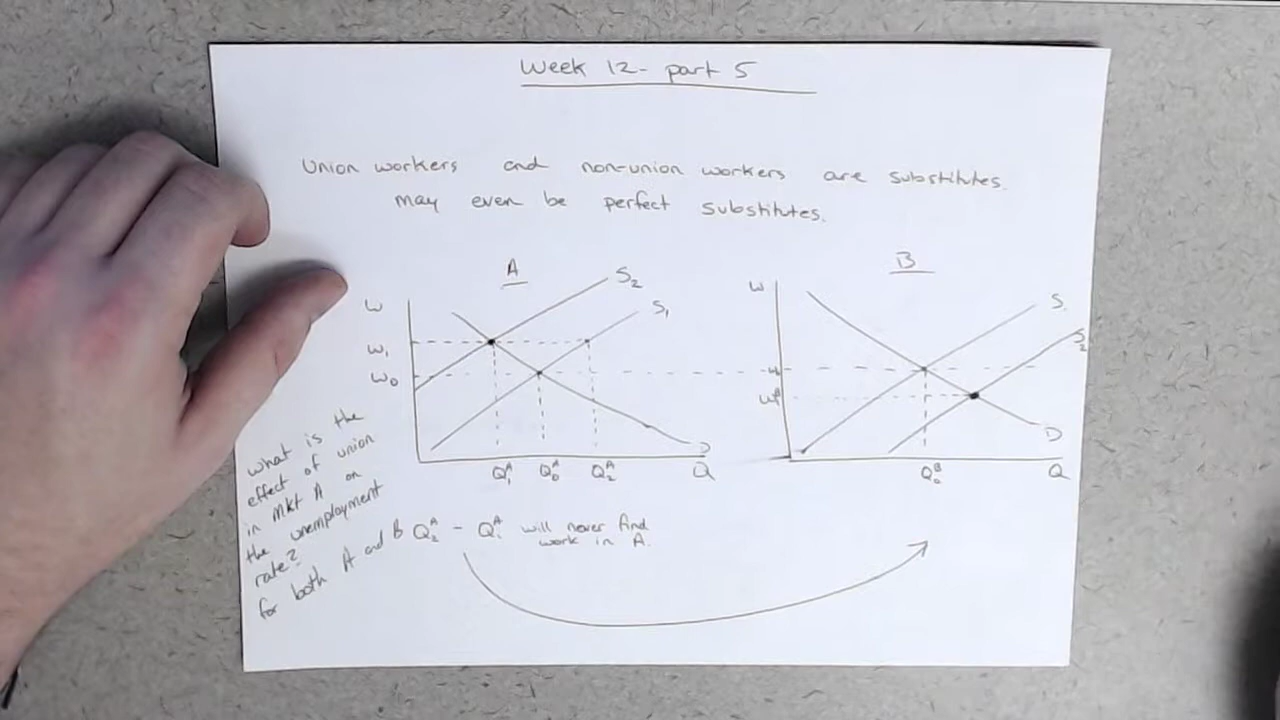 Week 12 - part 5
Union workers and non-union workers are substitutes.
may even be perfect substitutes.
A
W
S₂
S₁
W₁
W₀
D
Q₁ᴬ Q₀ᴬ Q₂ᴬ Q
B
W
S₁
S₂
Wᴮ
D
Q₀ᴮ Q
What is the
effect of union
in mkt A on
the unemployment
rate?
for both A and B
Q₂ᴬ - Q₁ᴬ will never find
work in A.